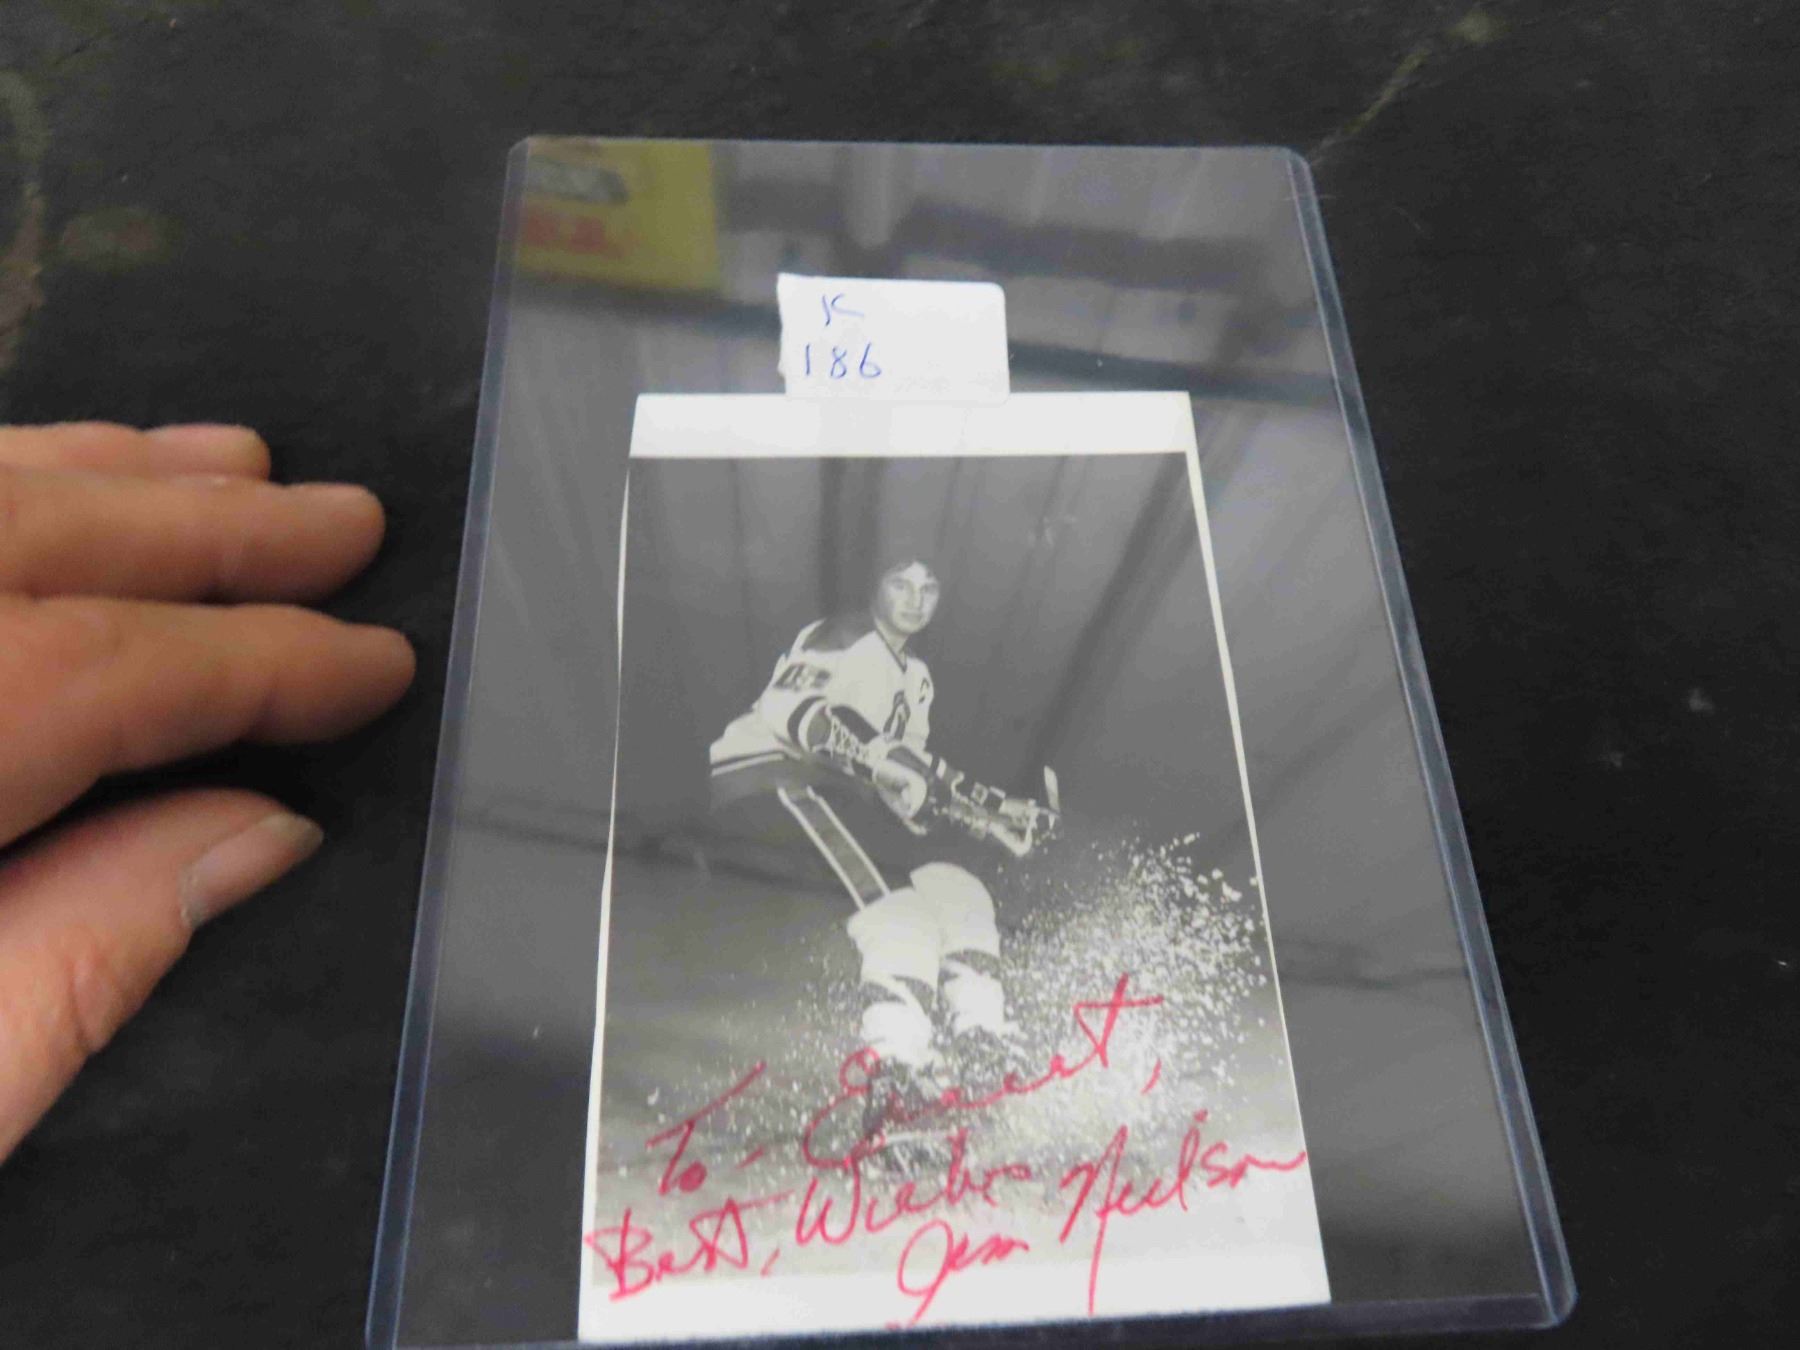 K
186
To - Ernest,
Best, Wishes
Jim Neilson